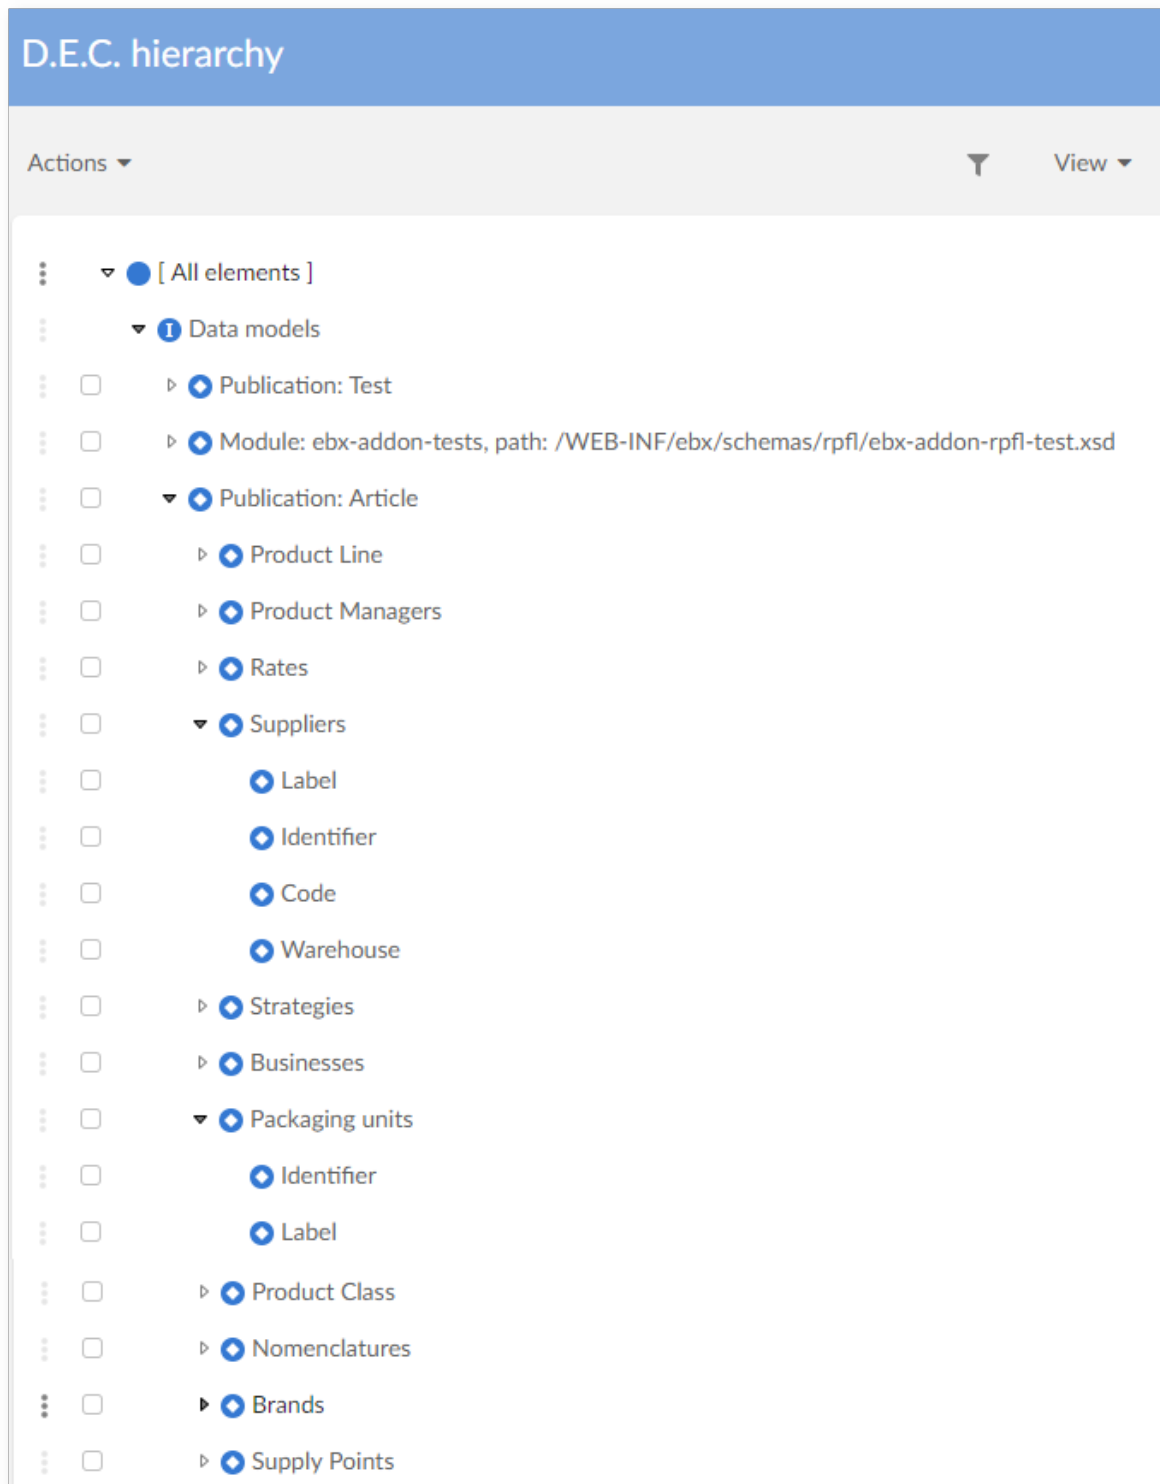 D.E.C. hierarchy
Actions
View
[ All elements ]
Data models
Publication: Test
Module: ebx-addon-tests, path: /WEB-INF/ebx/schemas/rpfl/ebx-addon-rpfl-test.xsd
Publication: Article
Product Line
Product Managers
Rates
Suppliers
Label
Identifier
Code
Warehouse
Strategies
Businesses
Packaging units
Identifier
Label
Product Class
Nomenclatures
Brands
Supply Points